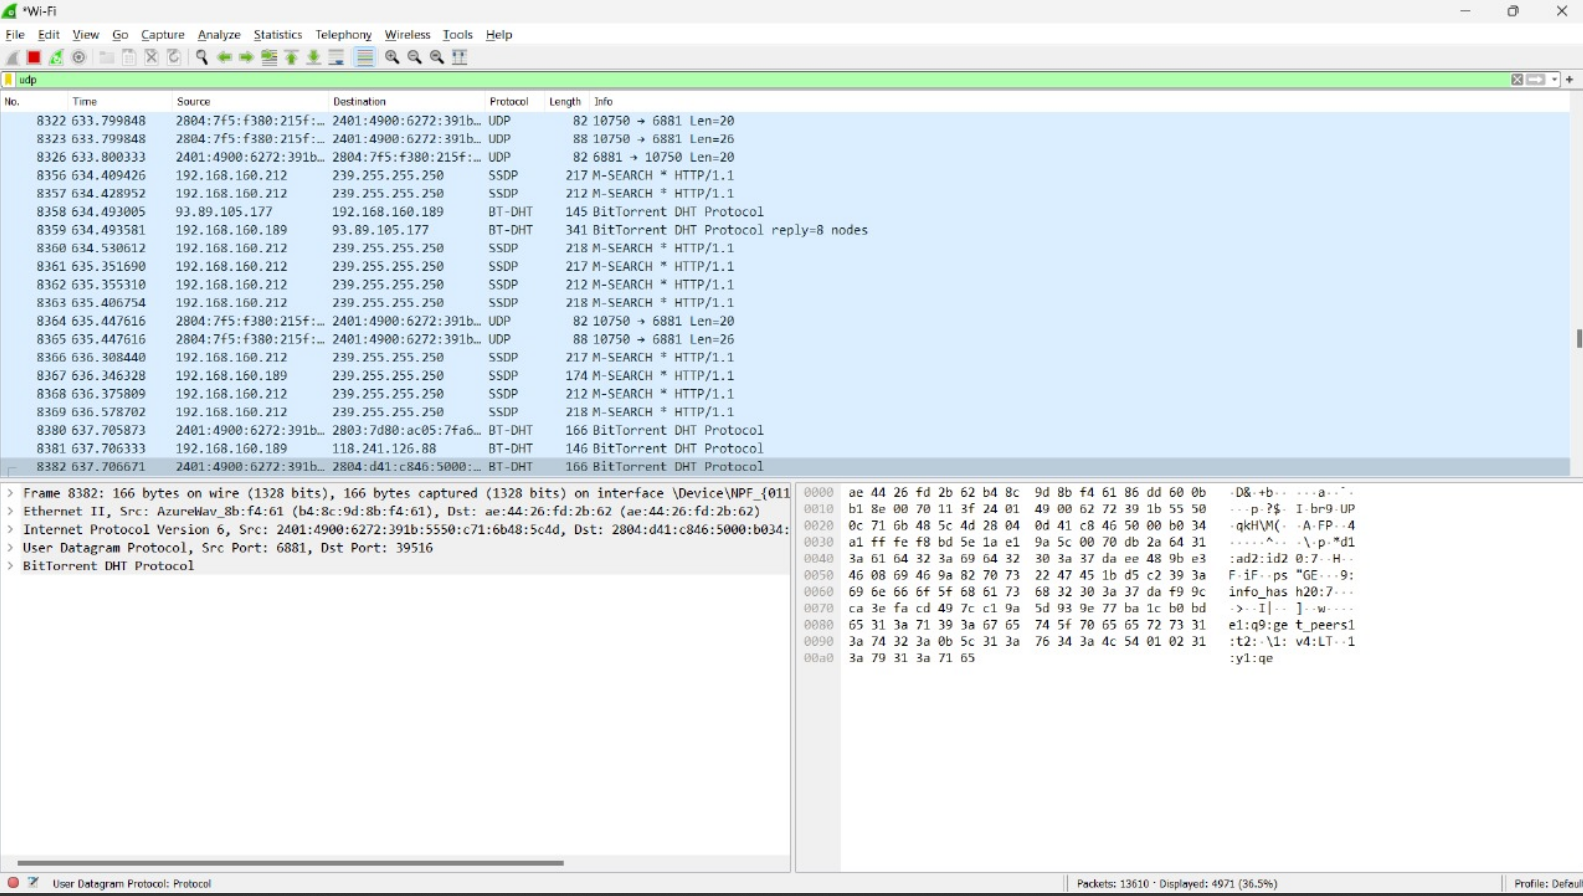 *Wi-Fi
File Edit View Go Capture Analyze Statistics Telephony Wireless Tools Help
udp
No. Time Source Destination Protocol Length Info
8322 633.799848 2804:7f5:f380:215f:… 2401:4900:6272:391b… UDP 82 10750 → 6881 Len=20
8323 633.799848 2804:7f5:f380:215f:… 2401:4900:6272:391b… UDP 88 10750 → 6881 Len=26
8326 633.800333 2401:4900:6272:391b… 2804:7f5:f380:215f:… UDP 82 6881 → 10750 Len=20
8356 634.409426 192.168.160.212 239.255.255.250 SSDP 217 M-SEARCH * HTTP/1.1
8357 634.428952 192.168.160.212 239.255.255.250 SSDP 212 M-SEARCH * HTTP/1.1
8358 634.493005 93.89.105.177 192.168.160.189 BT-DHT 145 BitTorrent DHT Protocol
8359 634.493581 192.168.160.189 93.89.105.177 BT-DHT 341 BitTorrent DHT Protocol reply=8 nodes
8360 634.530612 192.168.160.212 239.255.255.250 SSDP 218 M-SEARCH * HTTP/1.1
8361 635.351690 192.168.160.212 239.255.255.250 SSDP 217 M-SEARCH * HTTP/1.1
8362 635.355310 192.168.160.212 239.255.255.250 SSDP 212 M-SEARCH * HTTP/1.1
8363 635.406754 192.168.160.212 239.255.255.250 SSDP 218 M-SEARCH * HTTP/1.1
8364 635.447616 2804:7f5:f380:215f:… 2401:4900:6272:391b… UDP 82 10750 → 6881 Len=20
8365 635.447616 2804:7f5:f380:215f:… 2401:4900:6272:391b… UDP 88 10750 → 6881 Len=26
8366 636.308440 192.168.160.212 239.255.255.250 SSDP 217 M-SEARCH * HTTP/1.1
8367 636.346328 192.168.160.189 239.255.255.250 SSDP 174 M-SEARCH * HTTP/1.1
8368 636.375809 192.168.160.212 239.255.255.250 SSDP 212 M-SEARCH * HTTP/1.1
8369 636.578702 192.168.160.212 239.255.255.250 SSDP 218 M-SEARCH * HTTP/1.1
8380 637.705873 2401:4900:6272:391b… 2803:7d80:ac05:7fa6… BT-DHT 166 BitTorrent DHT Protocol
8381 637.706333 192.168.160.189 118.241.126.88 BT-DHT 146 BitTorrent DHT Protocol
8382 637.706671 2401:4900:6272:391b… 2804:d41:c846:5000:… BT-DHT 166 BitTorrent DHT Protocol
Frame 8382: 166 bytes on wire (1328 bits), 166 bytes captured (1328 bits) on interface \Device\NPF_{011
Ethernet II, Src: AzureWav_8b:f4:61 (b4:8c:9d:8b:f4:61), Dst: ae:44:26:fd:2b:62 (ae:44:26:fd:2b:62)
Internet Protocol Version 6, Src: 2401:4900:6272:391b:5550:c71:6b48:5c4d, Dst: 2804:d41:c846:5000:b034:
User Datagram Protocol, Src Port: 6881, Dst Port: 39516
BitTorrent DHT Protocol
0000 ae 44 26 fd 2b 62 b4 8c 9d 8b f4 61 86 dd 60 0b ·D&·+b·· ···a··`·
0010 b1 8e 00 70 11 3f 24 01 49 00 62 72 39 1b 55 50 ···p·?$· I·br9·UP
0020 0c 71 6b 48 5c 4d 28 04 0d 41 c8 46 50 00 b0 34 ·qkH\M(· ·A·FP··4
0030 a1 ff fe f8 bd 5e 1a e1 9a 5c 00 70 db 2a 64 31 ·····^·· ·\·p·*d1
0040 3a 61 64 32 3a 69 64 32 30 3a 37 da ee 48 9b e3 :ad2:id2 0:7··H··
0050 46 08 69 46 9a 82 70 73 22 47 45 1b d5 c2 39 3a F·iF··ps "GE···9:
0060 69 6e 66 6f 5f 68 61 73 68 32 30 3a 37 da f9 9c info_has h20:7···
0070 ca 3e fa cd 49 7c c1 9a 5d 93 9e 77 ba 1c b0 bd ·>··I|·· ]··w····
0080 65 31 3a 71 39 3a 67 65 74 5f 70 65 65 72 73 31 e1:q9:ge t_peers1
0090 3a 74 32 3a 0b 5c 31 3a 76 34 3a 4c 54 01 02 31 :t2:·\1: v4:LT··1
00a0 3a 79 31 3a 71 65 :y1:qe
User Datagram Protocol: Protocol
Packets: 13610 · Displayed: 4971 (36.5%)
Profile: Defaul